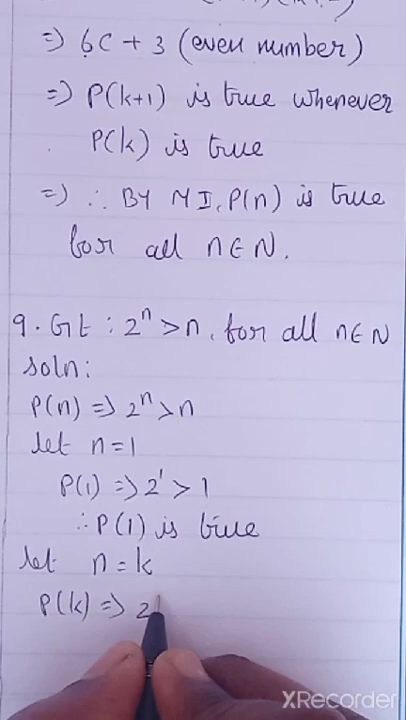 =) 6C + 3 (even number)
=) P(k+1) is true whenever
P(k) is true
=) ∴ BY M I, P(n) is true
for all n ∈ N.
9. Gt : 2ⁿ > n, for all n ∈ N
soln:
P(n) => 2ⁿ > n
let n = 1
P(1) => 2¹ > 1
∴ P(1) is true
let n = k
P(k) => 2
XRecorder